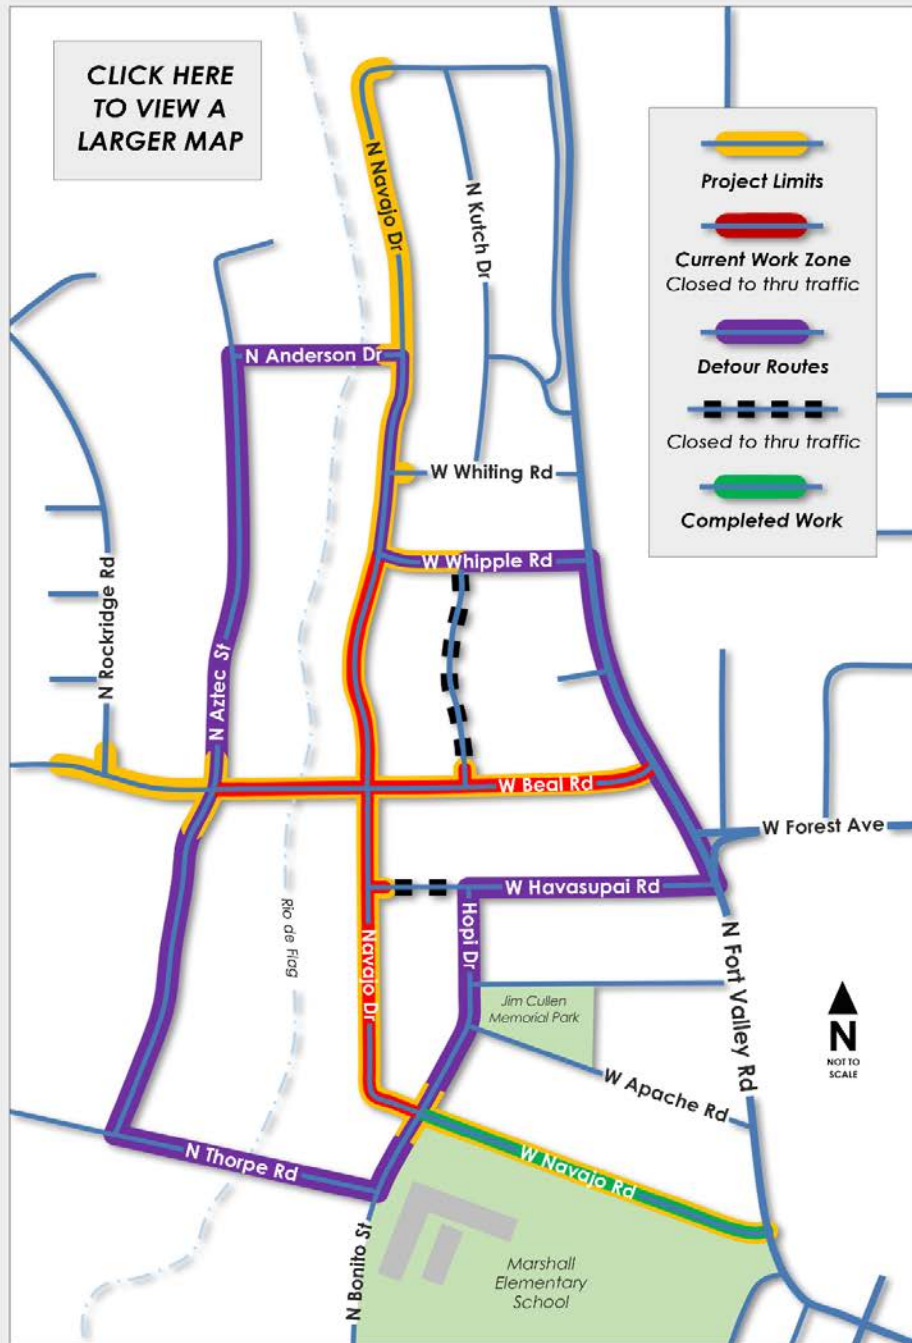 CLICK HERE
TO VIEW A
LARGER MAP
Project Limits
Current Work Zone
Closed to thru traffic
Detour Routes
Closed to thru traffic
Completed Work
N Navajo Dr
N Kutch Dr
N Anderson Dr
W Whiting Rd
W Whipple Rd
N Rockridge Rd
N Aztec St
W Beal Rd
W Forest Ave
W Havasupai Rd
Hopi Dr
Rio de Flag
Navajo Dr
N Fort Valley Rd
Jim Cullen
Memorial Park
N
NOT TO
SCALE
W Apache Rd
N Thorpe Rd
W Navajo Rd
N Bonito St
Marshall
Elementary
School